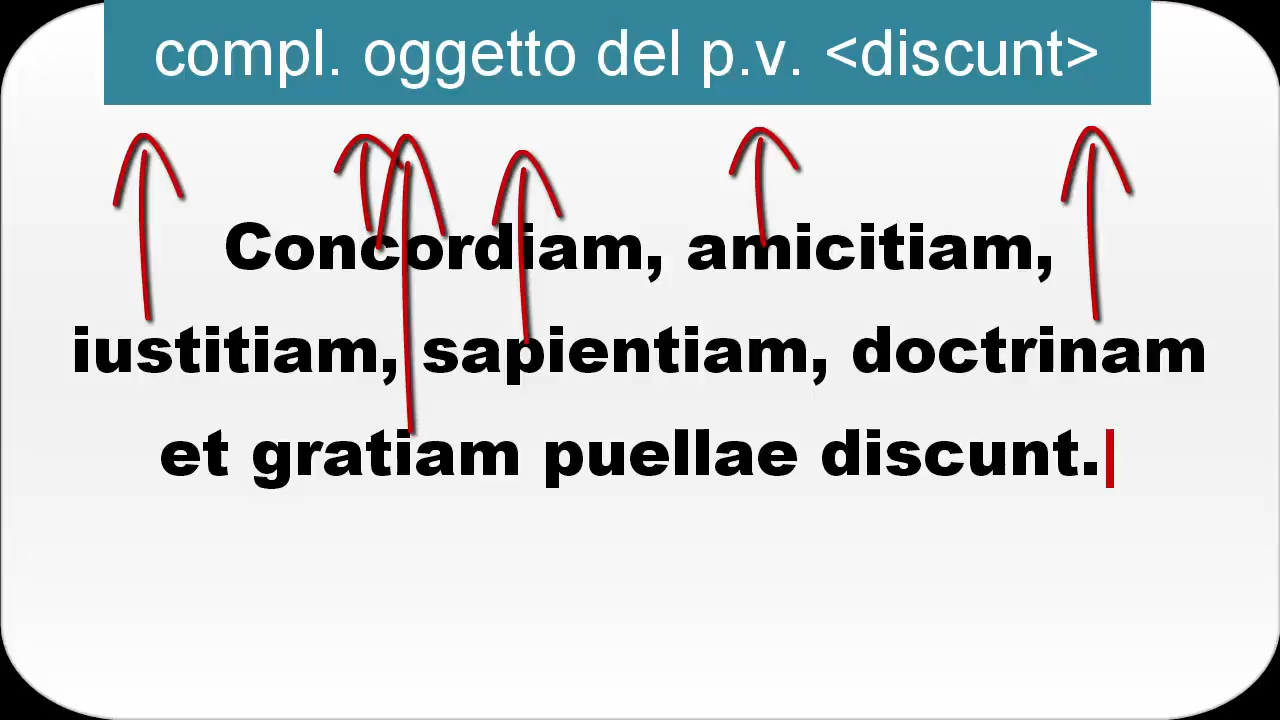 compl. oggetto del p.v. <discunt>
Concordiam, amicitiam,
iustitiam, sapientiam, doctrinam
et gratiam puellae discunt.